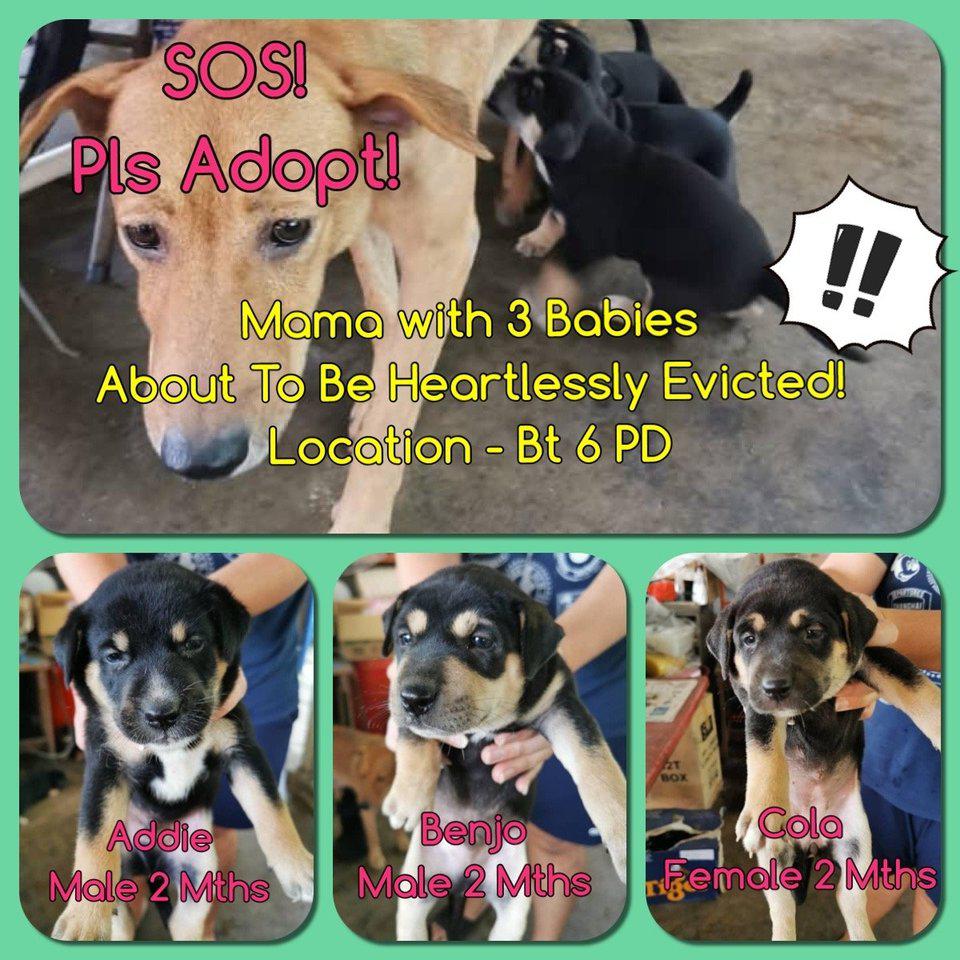 SOS!
Pls Adopt!
!!
Mama with 3 Babies
About To Be Heartlessly Evicted!
Location - Bt 6 PD
Addie
Male 2 Mths
Benjo
Male 2 Mths
Cola
Female 2 Mths
BOX